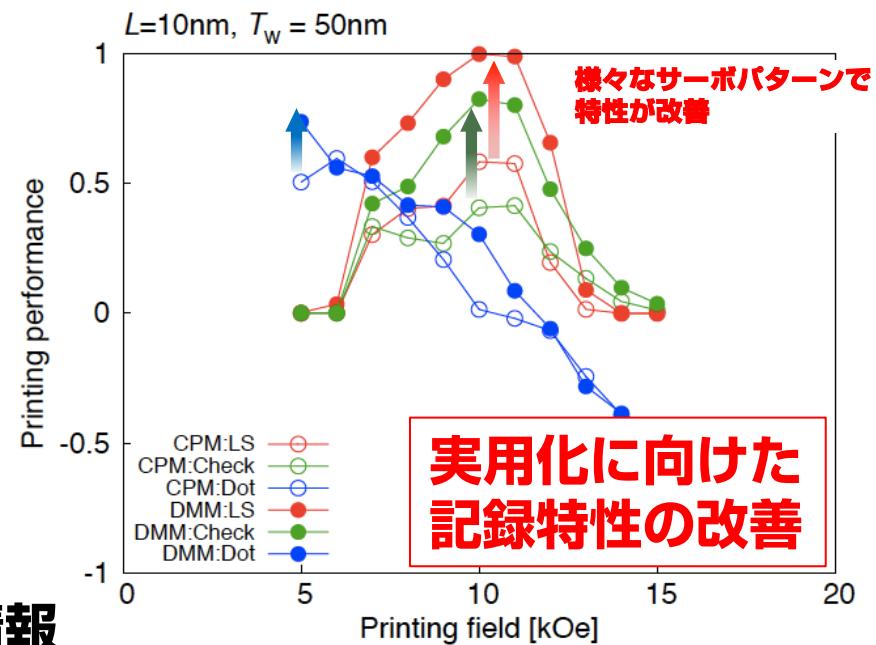 L=10nm, Tw = 50nm
様々なサーボパターンで
特性が改善
1
0.5
0
-0.5
-1
Printing performance
CPM:LS
CPM:Check
CPM:Dot
DMM:LS
DMM:Check
DMM:Dot
実用化に向けた
記録特性の改善
0 5 10 15 20
Printing field [kOe]
報